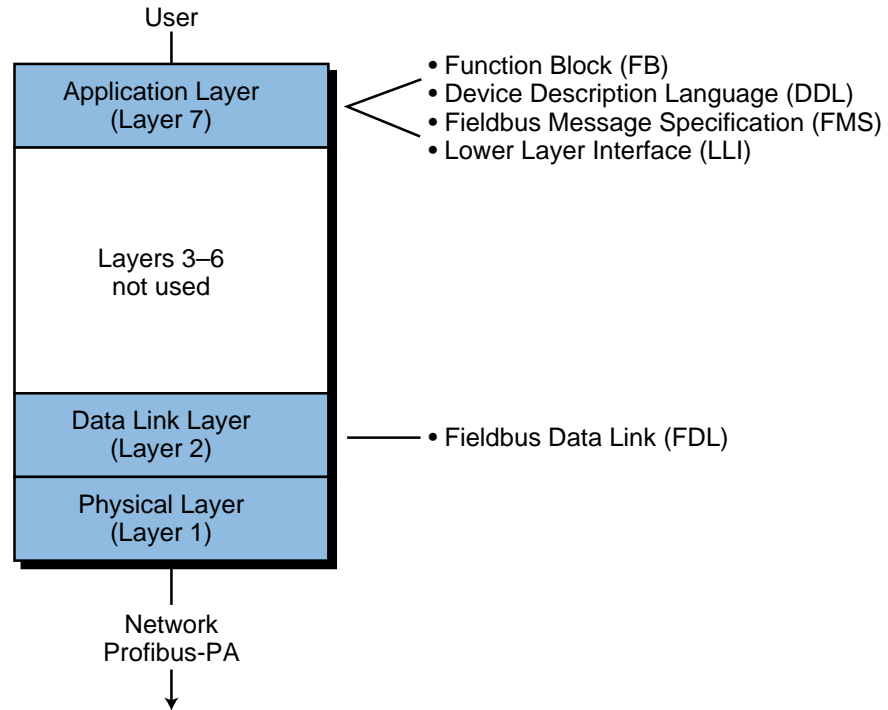 User
Application Layer
(Layer 7)
• Function Block (FB)
• Device Description Language (DDL)
• Fieldbus Message Specification (FMS)
• Lower Layer Interface (LLI)
Layers 3–6
not used
Data Link Layer
(Layer 2)
• Fieldbus Data Link (FDL)
Physical Layer
(Layer 1)
Network
Profibus-PA